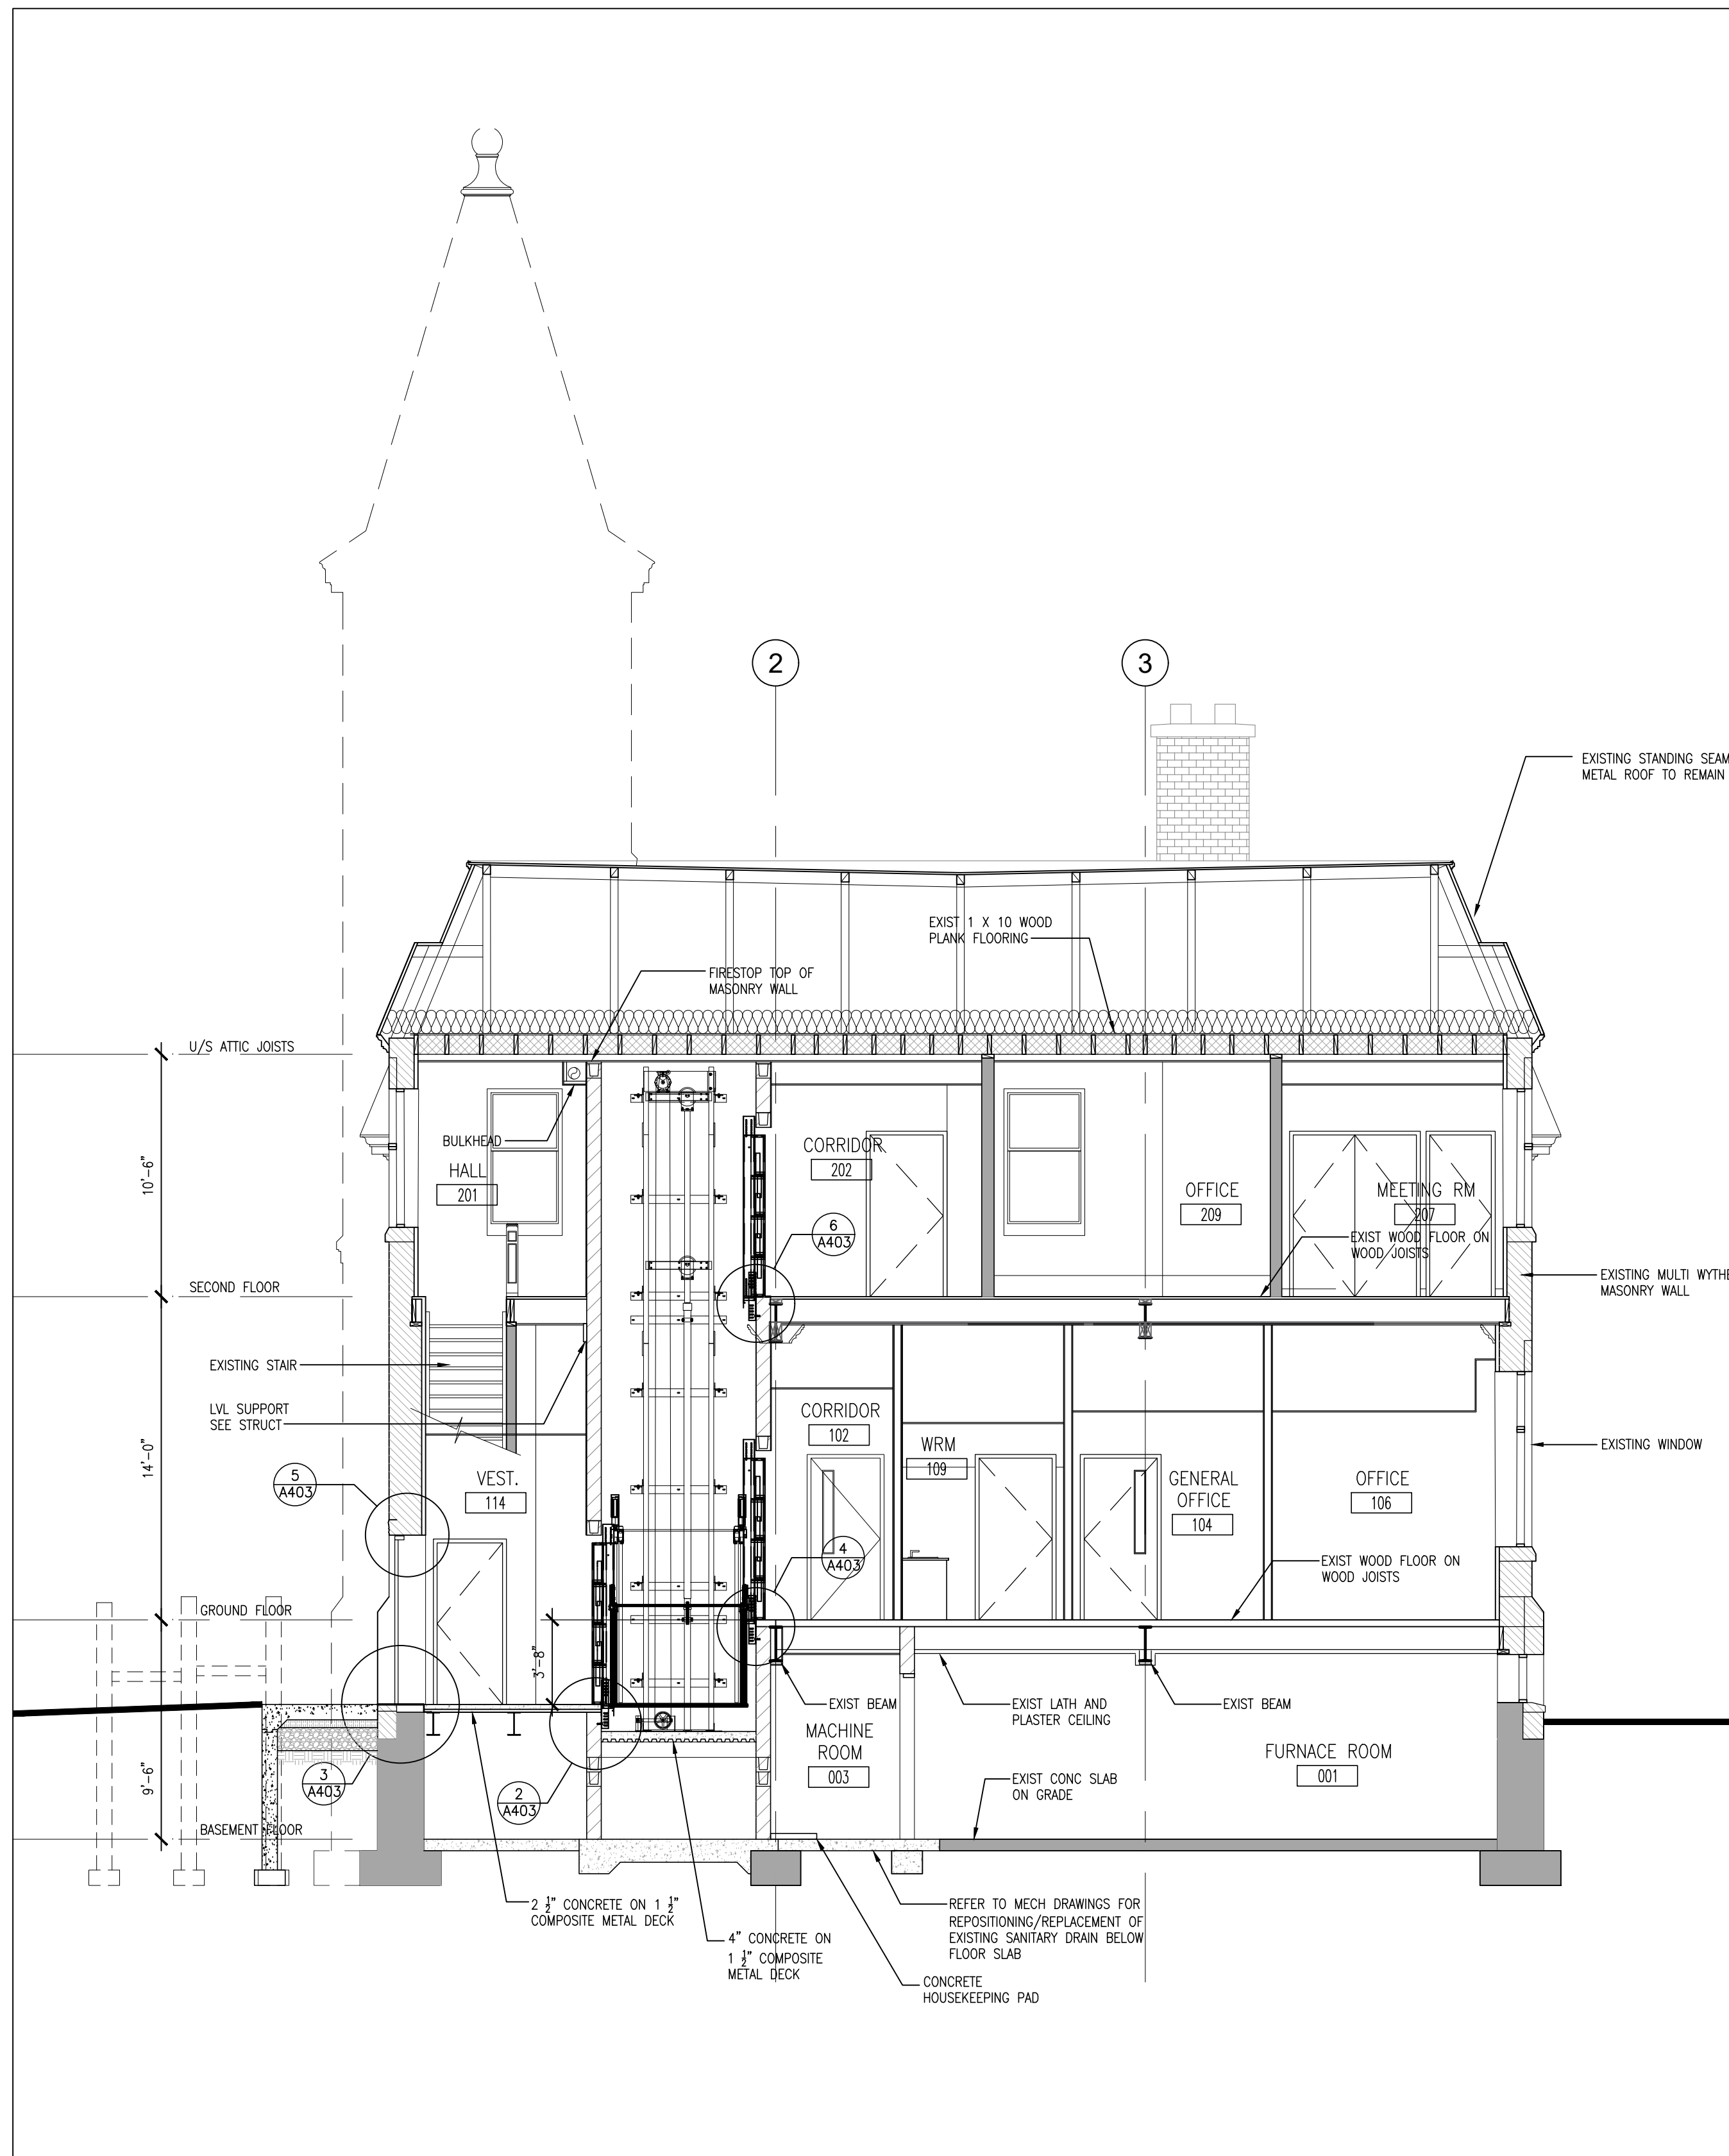 2
3
EXISTING STANDING SEAM
METAL ROOF TO REMAIN
EXIST 1 X 10 WOOD
PLANK FLOORING
FIRESTOP TOP OF
MASONRY WALL
U/S ATTIC JOISTS
BULKHEAD
HALL
201
CORRIDOR
202
OFFICE
209
MEETING RM
207
10'-6"
6
A403
EXIST WOOD FLOOR ON
WOOD JOISTS
EXISTING MULTI WYTHE
MASONRY WALL
SECOND FLOOR
EXISTING STAIR
LVL SUPPORT
SEE STRUCT
CORRIDOR
102
WRM
109
GENERAL
OFFICE
104
OFFICE
106
EXISTING WINDOW
14'-0"
5
A403
VEST.
114
4
A403
EXIST WOOD FLOOR ON
WOOD JOISTS
GROUND FLOOR
3'-8"
EXIST BEAM
EXIST LATH AND
PLASTER CEILING
EXIST BEAM
MACHINE
ROOM
003
FURNACE ROOM
001
EXIST CONC SLAB
ON GRADE
9'-6"
3
A403
2
A403
BASEMENT FLOOR
2 1/2" CONCRETE ON 1 1/2"
COMPOSITE METAL DECK
4" CONCRETE ON
1 1/2" COMPOSITE
METAL DECK
REFER TO MECH DRAWINGS FOR
REPOSITIONING/REPLACEMENT OF
EXISTING SANITARY DRAIN BELOW
FLOOR SLAB
CONCRETE
HOUSEKEEPING PAD